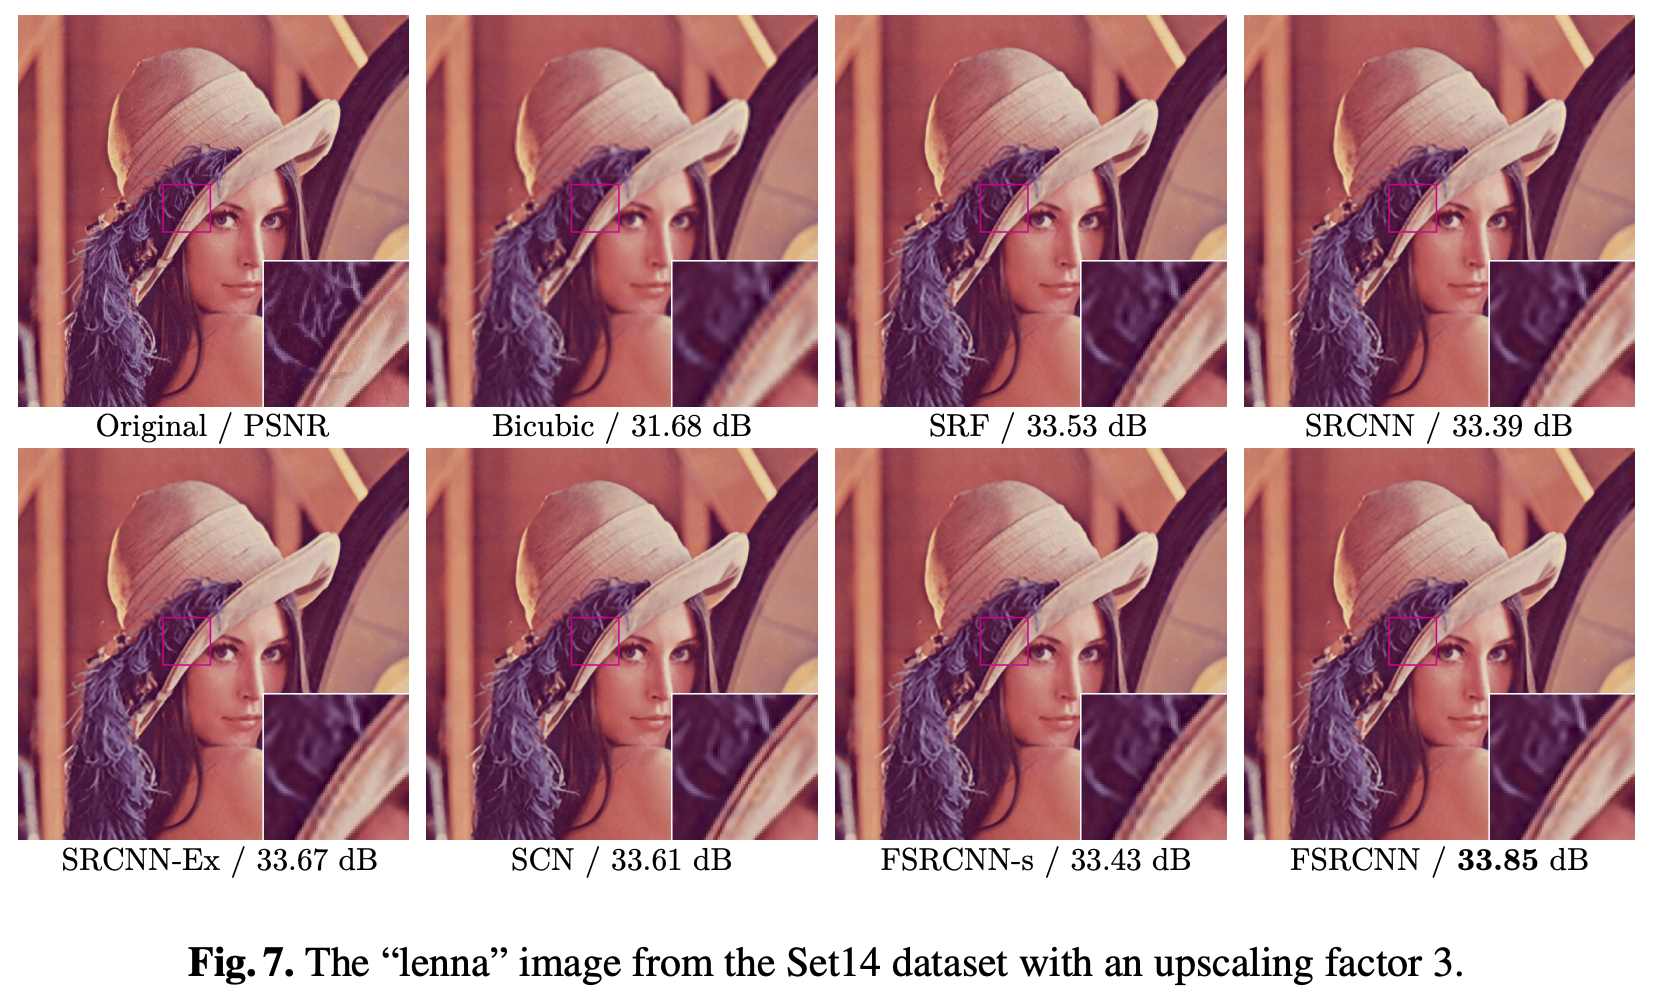 Original / PSNR
Bicubic / 31.68 dB
SRF / 33.53 dB
SRCNN / 33.39 dB
SRCNN-Ex / 33.67 dB
SCN / 33.61 dB
FSRCNN-s / 33.43 dB
FSRCNN / 33.85 dB
Fig. 7. The “lenna” image from the Set14 dataset with an upscaling factor 3.